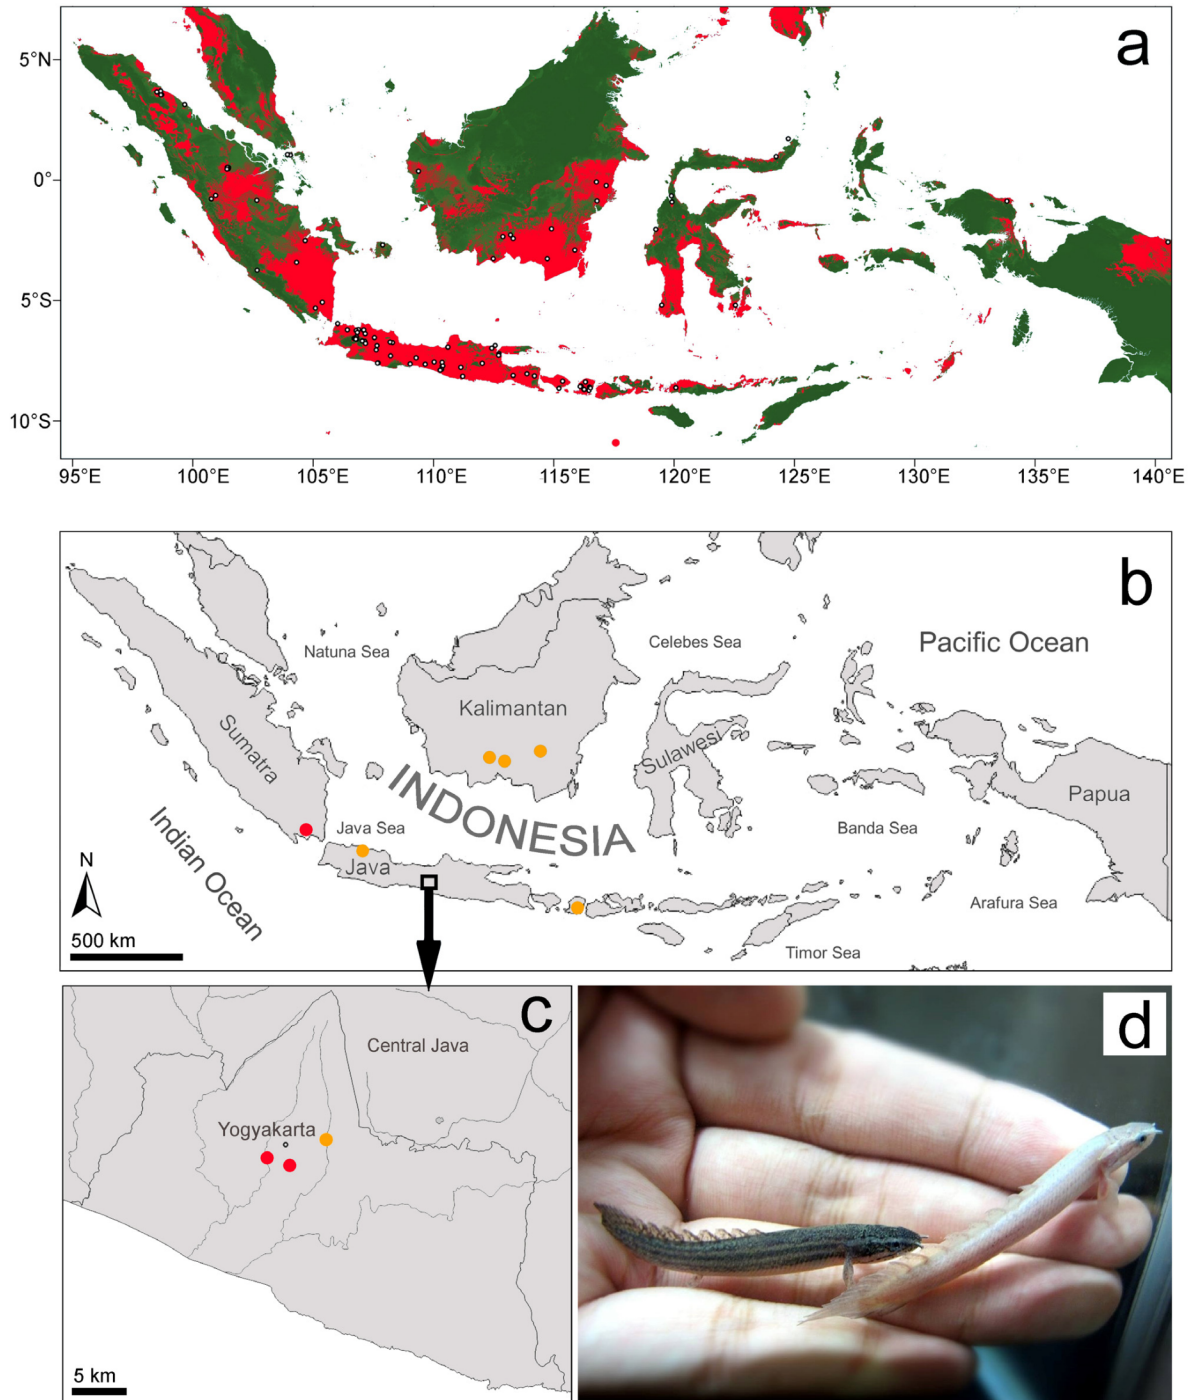 a
5°N
0°
5°S
10°S
95°E
100°E
105°E
110°E
115°E
120°E
125°E
130°E
135°E
140°E
b
Pacific Ocean
Celebes Sea
Natuna Sea
Kalimantan
Sumatra
Sulawesi
INDONESIA
Papua
Java Sea
Banda Sea
Java
Indian Ocean
N
Arafura Sea
500 km
Timor Sea
c
d
Central Java
Yogyakarta
5 km